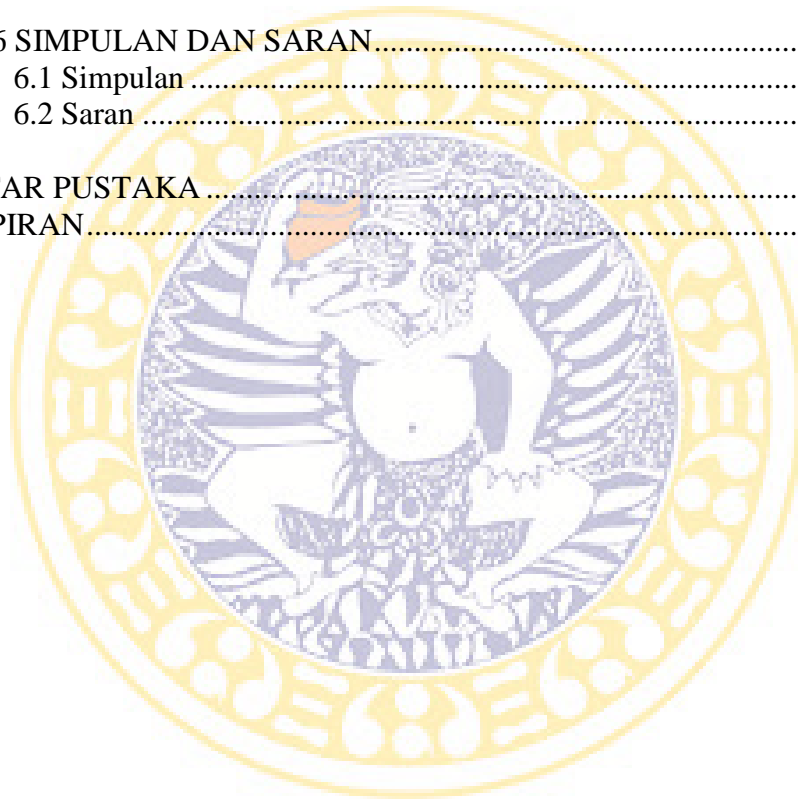 6 SIMPULAN DAN SARAN................................................................
6.1 Simpulan................................................................
6.2 Saran................................................................
AR PUSTAKA................................................................
PIRAN................................................................